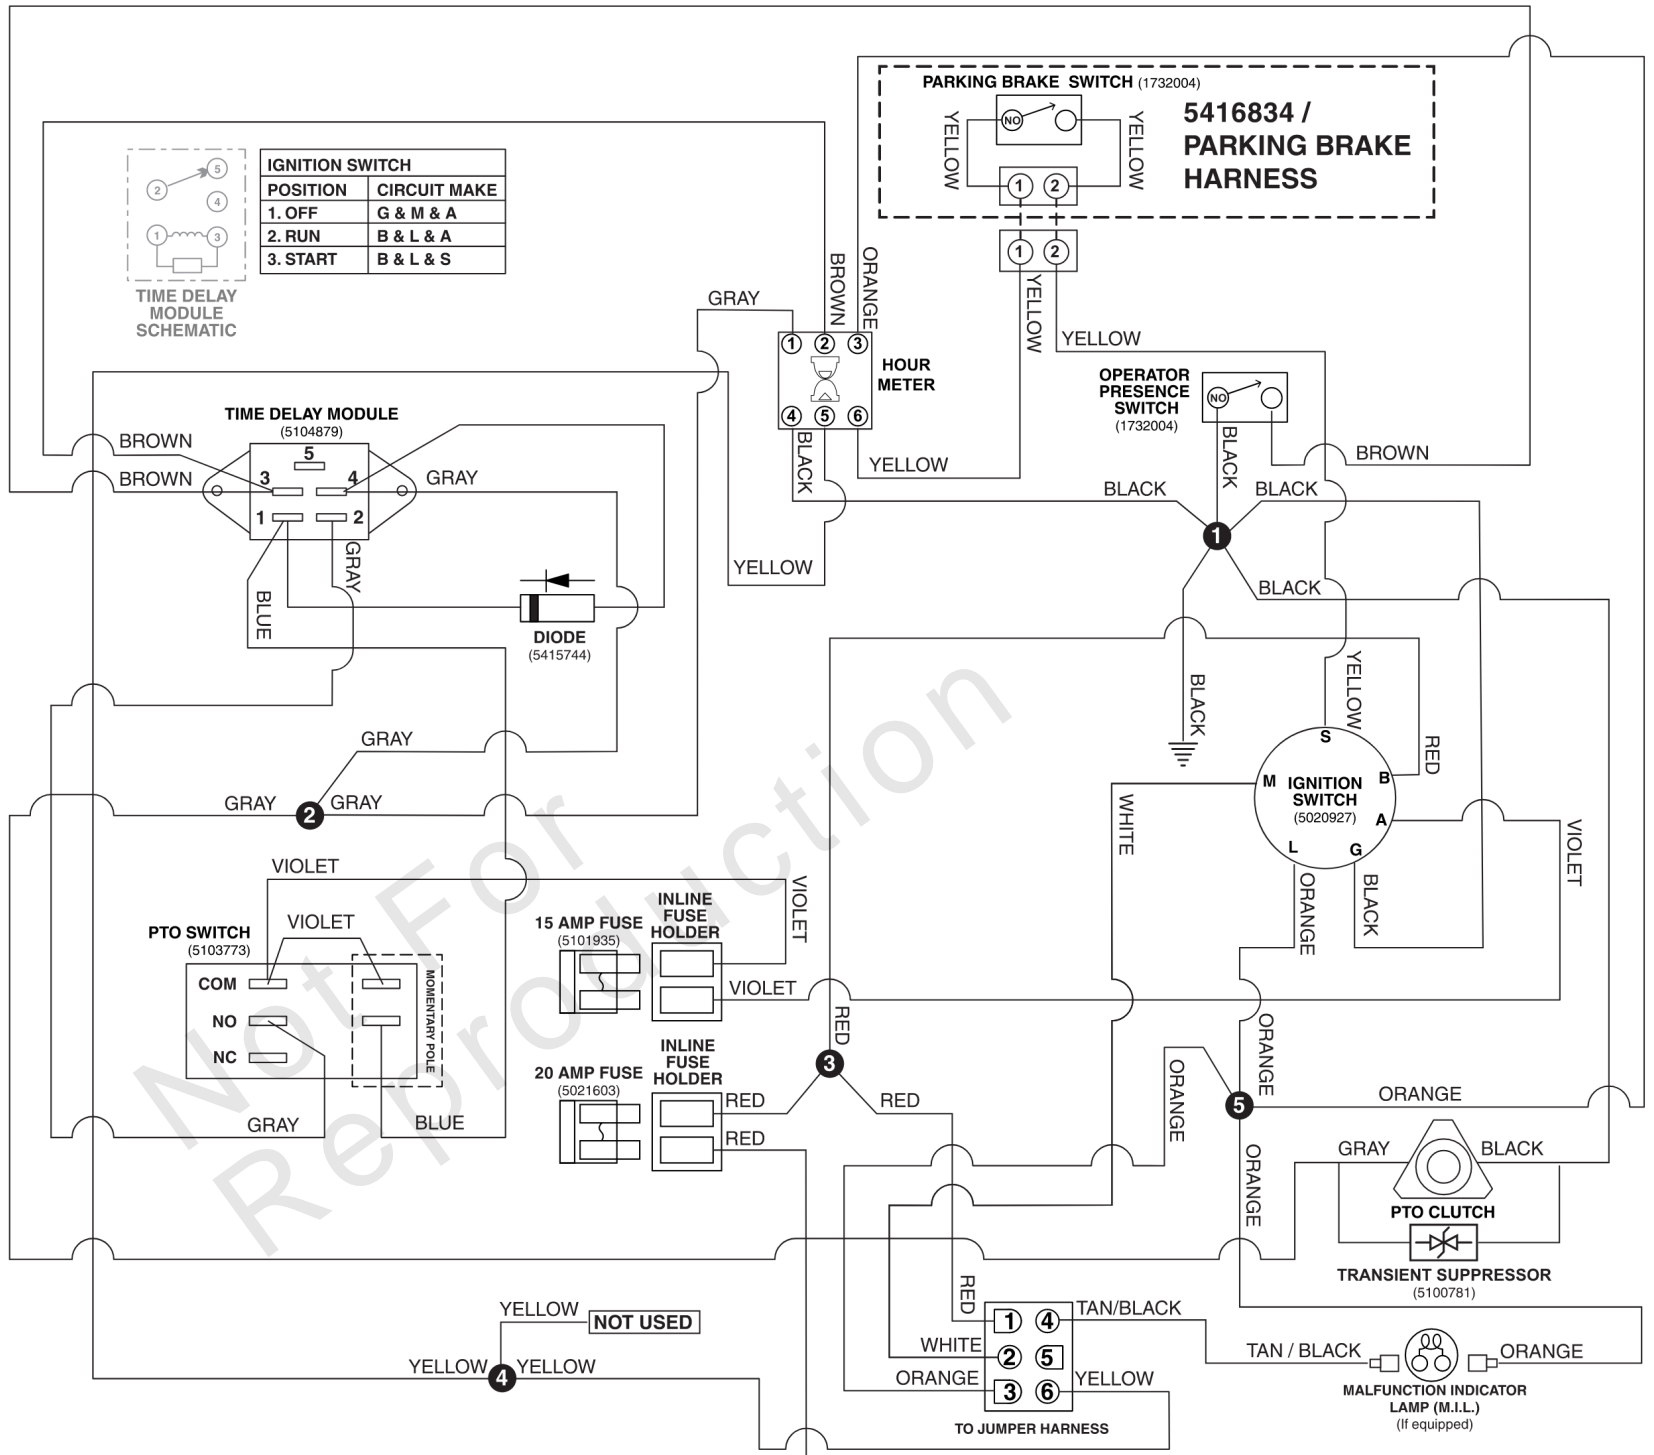 PARKING BRAKE SWITCH (1732004)
NO
YELLOW
YELLOW
1 2
5416834 /
PARKING BRAKE
HARNESS
1 2
YELLOW
YELLOW
5
2
4
1 3
TIME DELAY
MODULE
SCHEMATIC
IGNITION SWITCH
POSITION CIRCUIT MAKE
1. OFF G & M & A
2. RUN B & L & A
3. START B & L & S
GRAY
BROWN
ORANGE
1 2 3
HOUR
METER
4 5 6
BLACK
YELLOW
YELLOW
OPERATOR
PRESENCE
SWITCH
(1732004)
NO
BLACK
BROWN
BLACK
BLACK
1
BLACK
BLACK
TIME DELAY MODULE
(5104879)
BROWN
BROWN
5
3 4
1 2
GRAY
GRAY
BLUE
DIODE
(5415744)
GRAY
GRAY
2
GRAY
YELLOW
S
M
B
A
L
G
IGNITION
SWITCH
(5020927)
RED
WHITE
VIOLET
ORANGE
BLACK
VIOLET
VIOLET
VIOLET
PTO SWITCH
(5103773)
COM
NO
NC
MOMENTARY POLE
GRAY
BLUE
15 AMP FUSE
(5101935)
INLINE
FUSE
HOLDER
VIOLET
20 AMP FUSE
(5021603)
INLINE
FUSE
HOLDER
RED
RED
RED
3
RED
ORANGE
ORANGE
5
ORANGE
ORANGE
GRAY
BLACK
PTO CLUTCH
TRANSIENT SUPPRESSOR
(5100781)
YELLOW
NOT USED
YELLOW
4
YELLOW
RED
WHITE
ORANGE
1 4
2 5
3 6
TAN/BLACK
YELLOW
TO JUMPER HARNESS
TAN / BLACK
ORANGE
MALFUNCTION INDICATOR
LAMP (M.I.L.)
(If equipped)
Not For
Reproduction